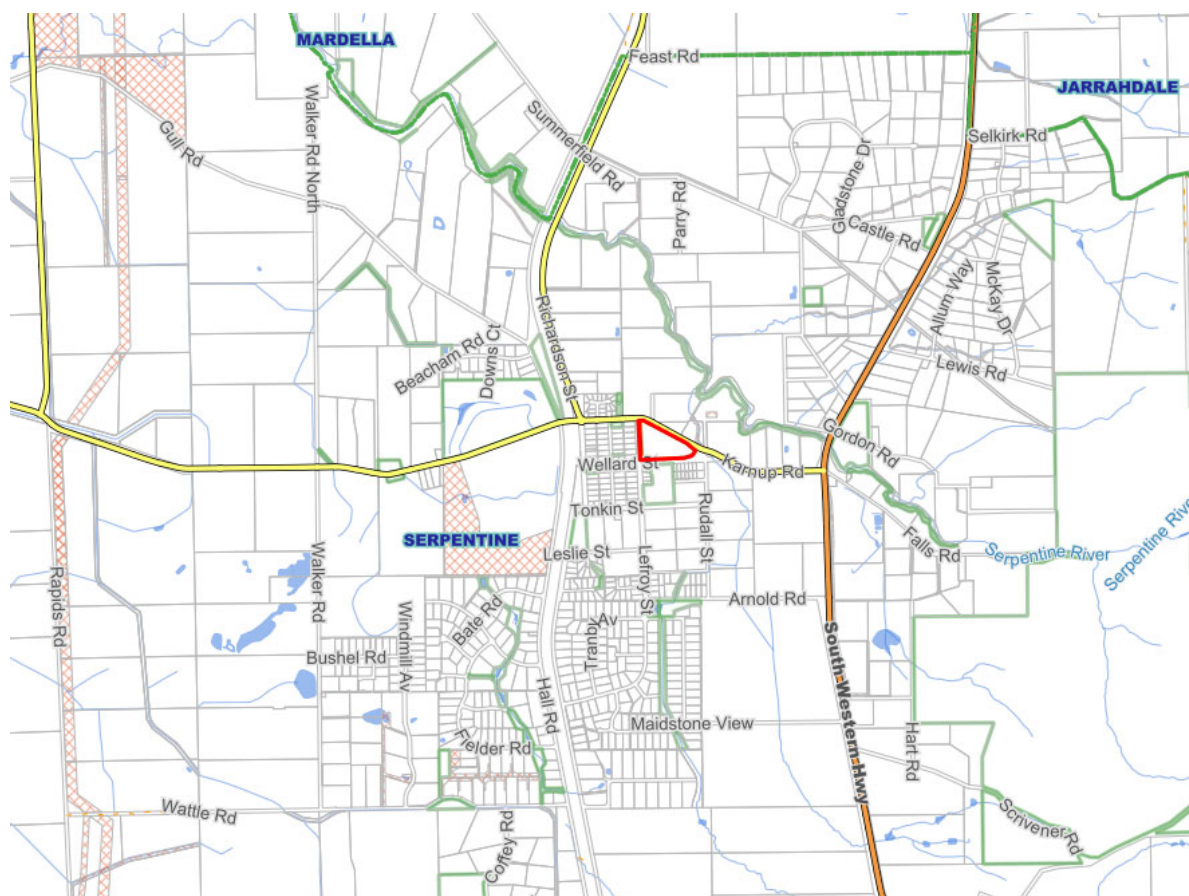 MARDELLA
Feast Rd
JARRAHDALE
Gull Rd
Walker Rd North
Summerfield Rd
Selkirk Rd
Gladstone Dr
Parry Rd
Castle Rd
Allum Way
McKay Dr
Richardson St
Downs Ct
Beacham Rd
Lewis Rd
Gordon Rd
Wellard St
Karnup Rd
Tonkin St
Rudall St
SERPENTINE
Leslie St
Lefroy St
Falls Rd
Serpentine River
Serpentine River
Rapids Rd
Walker Rd
Windmill Av
Bate Rd
Arnold Rd
Trauby Av
Bushel Rd
South Western Hwy
Hall Rd
Maidstone View
Hart Rd
Fielder Rd
Wattle Rd
Coffey Rd
Scrivener Rd